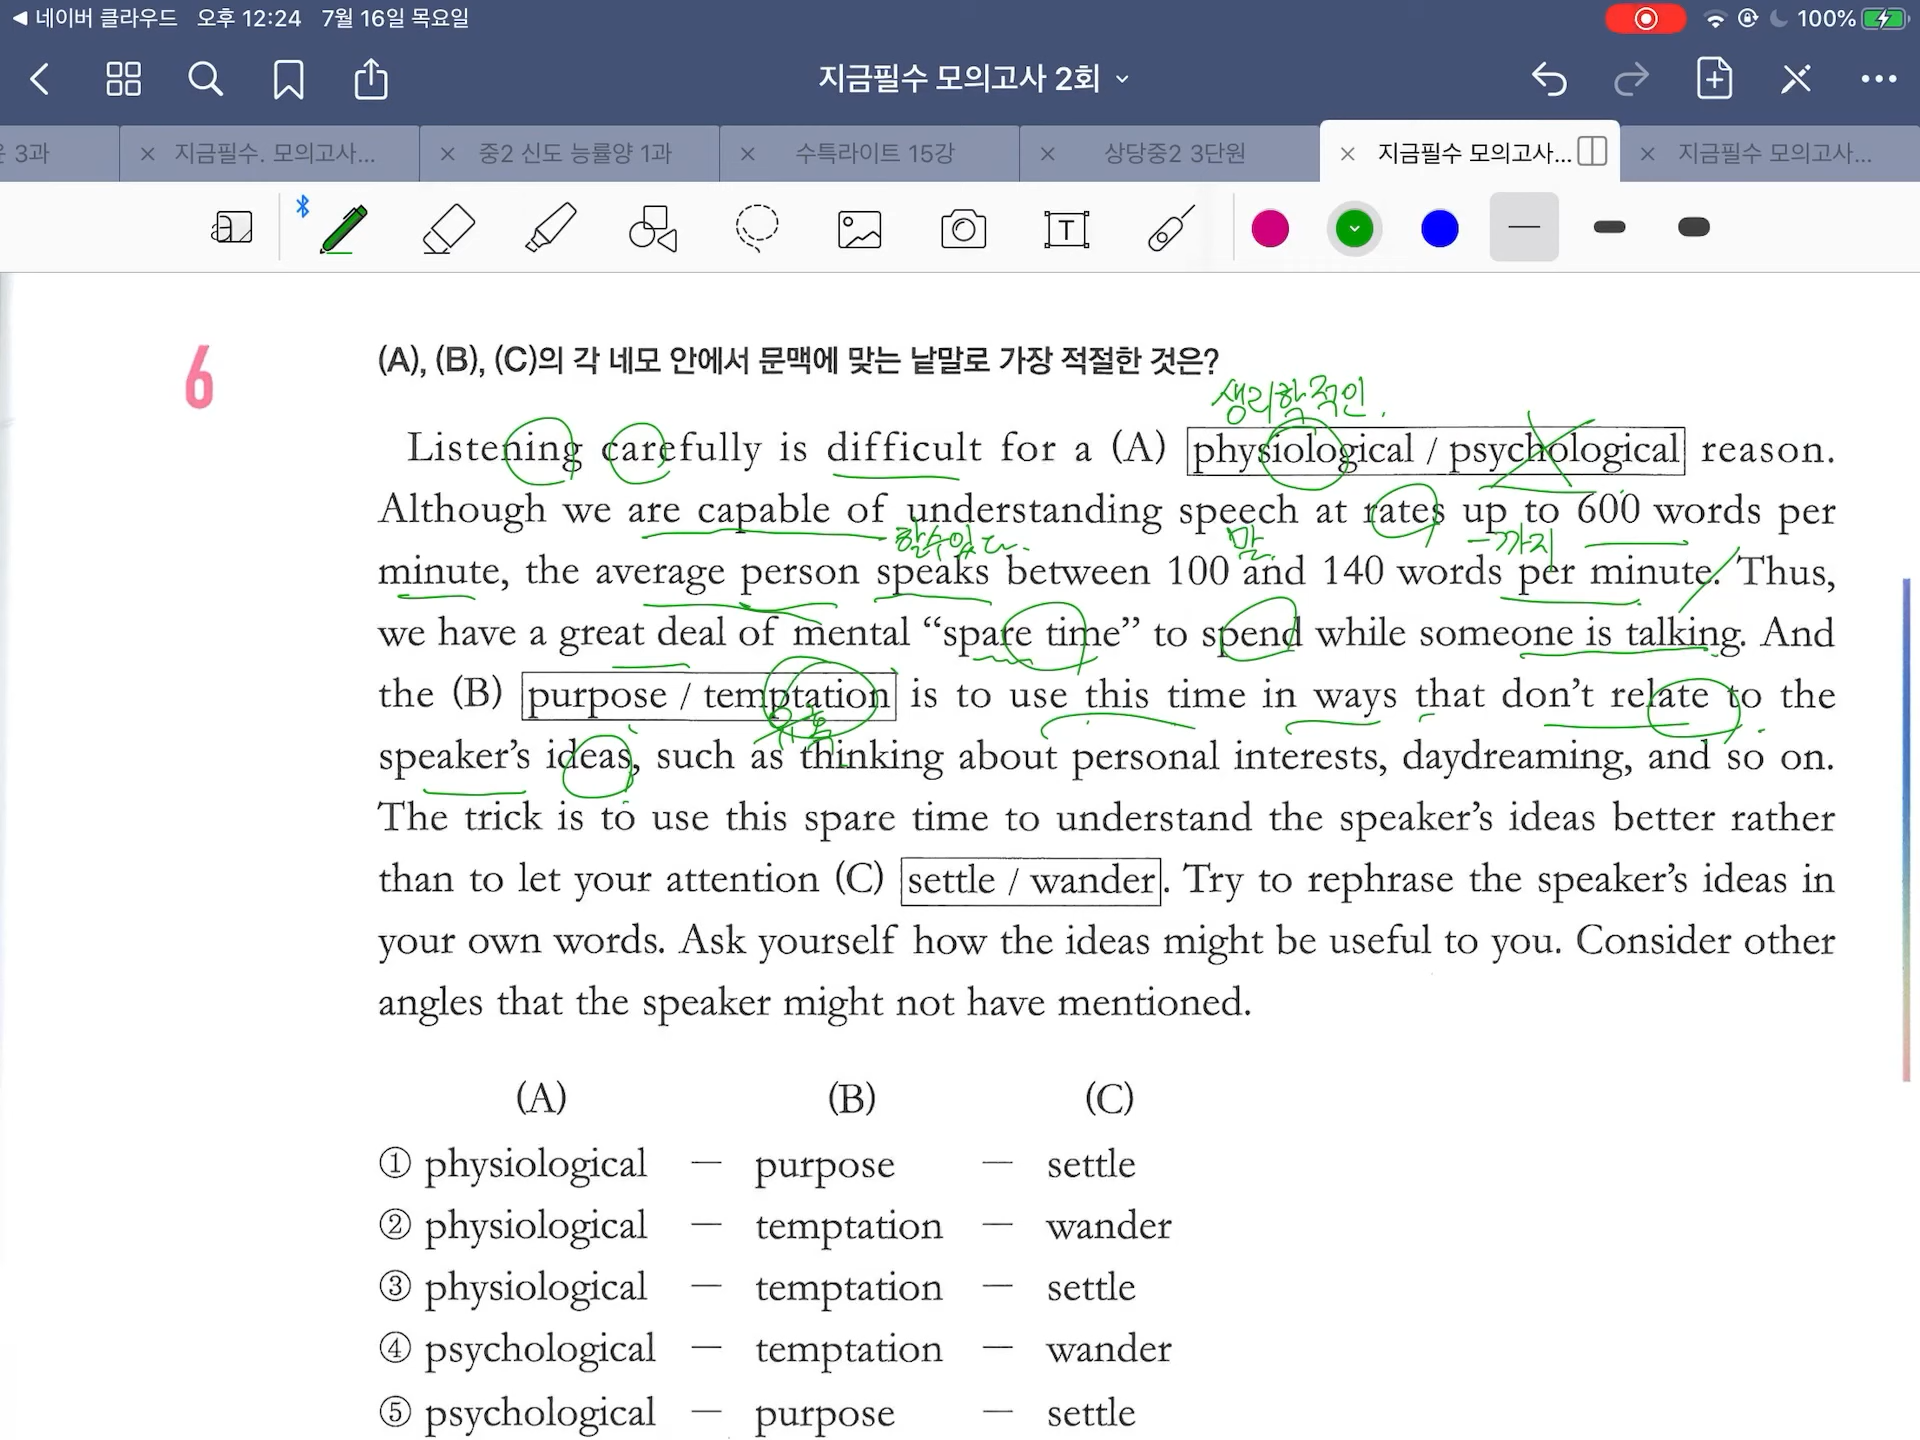 네이버 클라우드 오후 12:24 7월 16일 목요일 100%
지금필수 모의고사 2회
3과 지금필수. 모의고사... 중2 신도 능률양 1과 수특라이트 15강 상당중2 3단원 지금필수 모의고사... 지금필수 모의고사...
T
6 (A), (B), (C)의 각 네모 안에서 문맥에 맞는 낱말로 가장 적절한 것은?
생리학적인.
Listening carefully is difficult for a (A) physiological / psychological reason.
Although we are capable of understanding speech at rates up to 600 words per
할수있다. 말 ~까지
minute, the average person speaks between 100 and 140 words per minute. Thus,
we have a great deal of mental “spare time” to spend while someone is talking. And
the (B) purpose / temptation is to use this time in ways that don’t relate to the
유혹
speaker’s ideas, such as thinking about personal interests, daydreaming, and so on.
The trick is to use this spare time to understand the speaker’s ideas better rather
than to let your attention (C) settle / wander. Try to rephrase the speaker’s ideas in
your own words. Ask yourself how the ideas might be useful to you. Consider other
angles that the speaker might not have mentioned.
(A) (B) (C)
① physiological — purpose — settle
② physiological — temptation — wander
③ physiological — temptation — settle
④ psychological — temptation — wander
⑤ psychological — purpose — settle